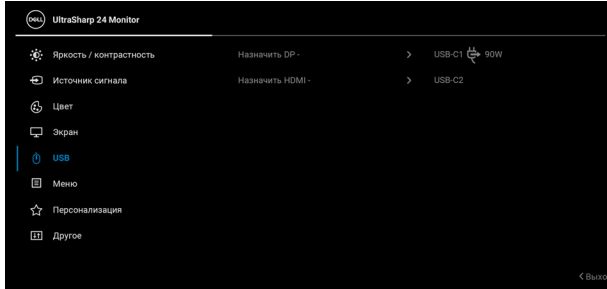 DELL UltraSharp 24 Monitor
Яркость / контрастность Назначить DP - > USB-C1 90W
Источник сигнала Назначить HDMI - > USB-C2
Цвет
Экран
USB
Меню
Персонализация
Другое